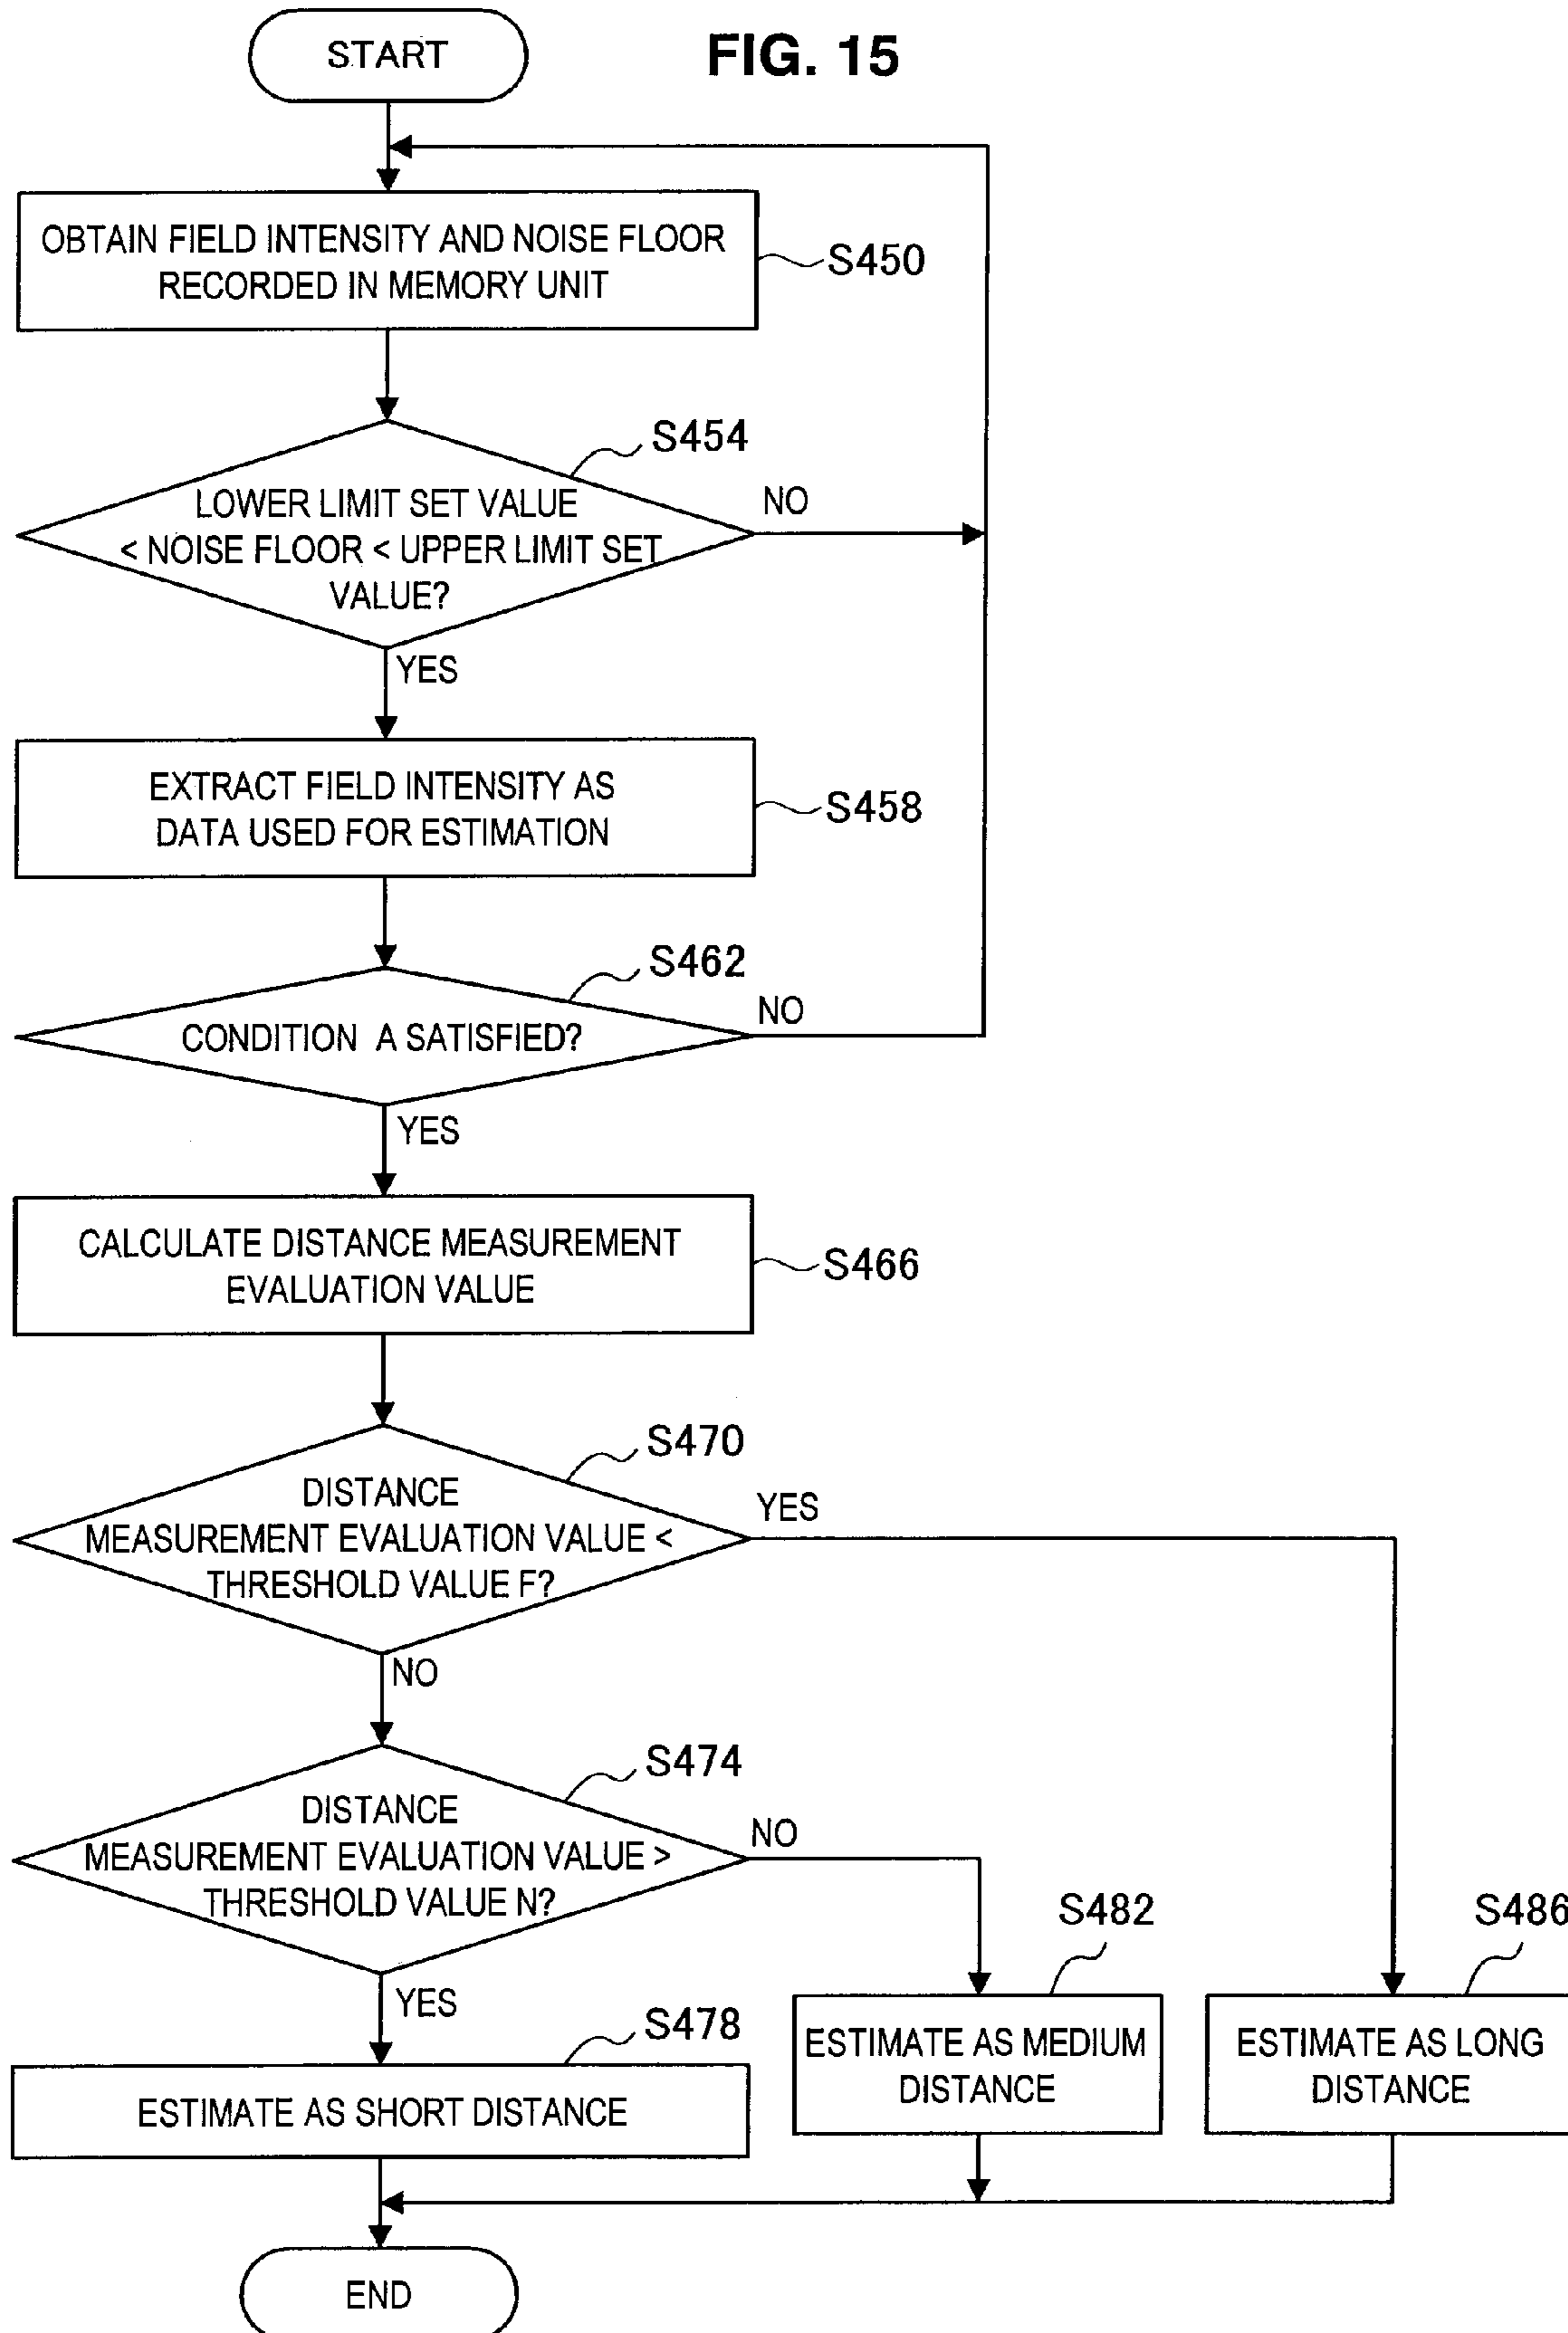 START
FIG. 15
OBTAIN FIELD INTENSITY AND NOISE FLOOR
RECORDED IN MEMORY UNIT
S450
S454
LOWER LIMIT SET VALUE
< NOISE FLOOR < UPPER LIMIT SET
VALUE?
NO
YES
EXTRACT FIELD INTENSITY AS
DATA USED FOR ESTIMATION
S458
S462
CONDITION A SATISFIED?
NO
YES
CALCULATE DISTANCE MEASUREMENT
EVALUATION VALUE
S466
S470
DISTANCE
MEASUREMENT EVALUATION VALUE <
THRESHOLD VALUE F?
YES
NO
S474
DISTANCE
MEASUREMENT EVALUATION VALUE >
THRESHOLD VALUE N?
NO
YES
S478
ESTIMATE AS SHORT DISTANCE
S482
ESTIMATE AS MEDIUM
DISTANCE
S486
ESTIMATE AS LONG
DISTANCE
END